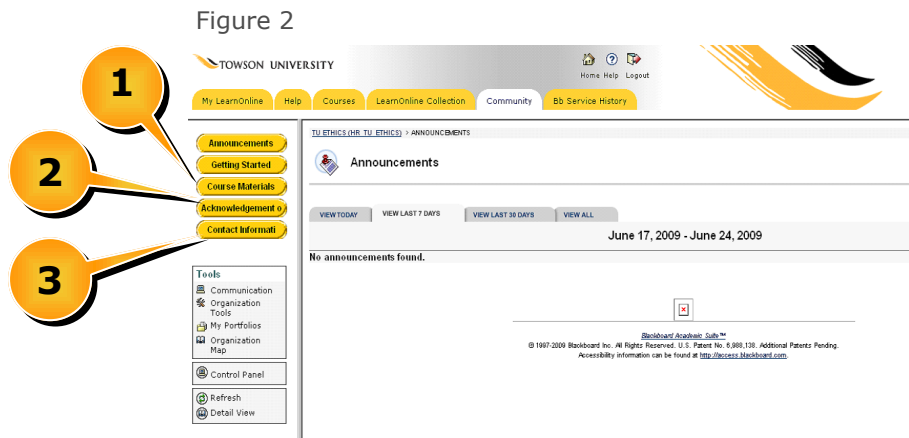 Figure 2
TOWSON UNIVERSITY
Home Help Logout
My LearnOnline Help Courses LearnOnline Collection Community Bb Service History
1
2
3
Announcements
Getting Started
Course Materials
Acknowledgement o
Contact Informati
Tools
Communication
Organization
Tools
My Portfolios
Organization
Map
Control Panel
Refresh
Detail View
TU ETHICS (HR_TU_ETHICS) > ANNOUNCEMENTS
Announcements
VIEW TODAY VIEW LAST 7 DAYS VIEW LAST 30 DAYS VIEW ALL
June 17, 2009 - June 24, 2009
No announcements found.
Blackboard Academic Suite™
© 1997-2009 Blackboard Inc. All Rights Reserved. U.S. Patent No. 6,988,138. Additional Patents Pending.
Accessibility information can be found at http://access.blackboard.com.